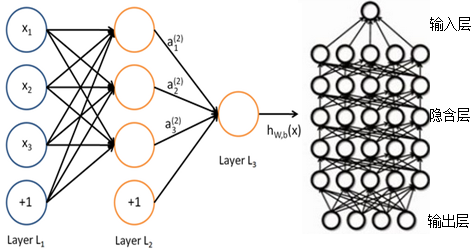 x₁
x₂
x₃
+1
Layer L₁
+1
Layer L₂
a₁⁽²⁾
a₂⁽²⁾
a₃⁽²⁾
Layer L₃
h_W,b(x)
输入层
隐含层
输出层